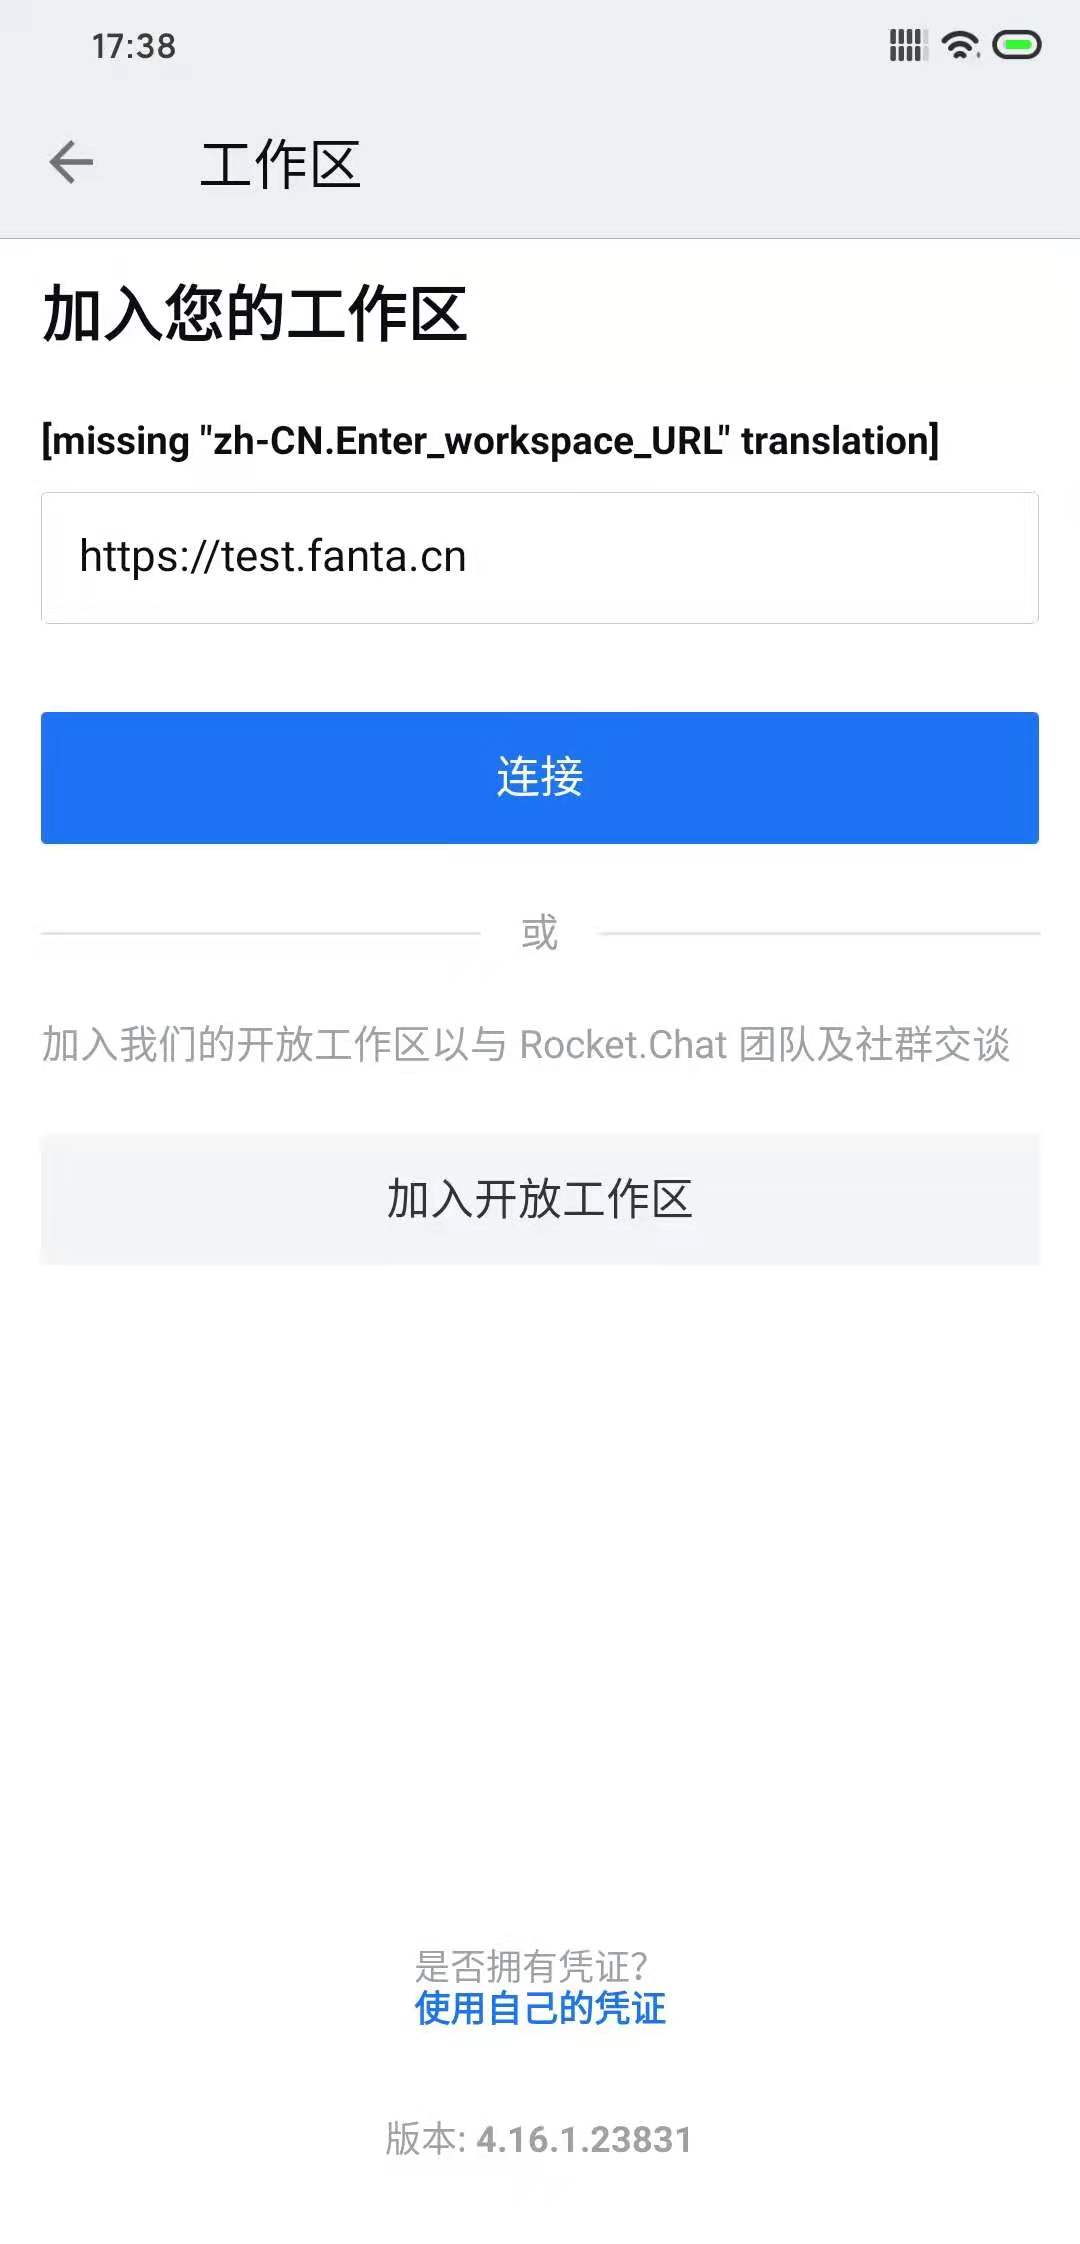 17:38
工作区
加入您的工作区
[missing "zh-CN.Enter_workspace_URL" translation]
https://test.fanta.cn
连接
或
加入我们的开放工作区以与 Rocket.Chat 团队及社群交谈
加入开放工作区
是否拥有凭证？
使用自己的凭证
版本: 4.16.1.23831